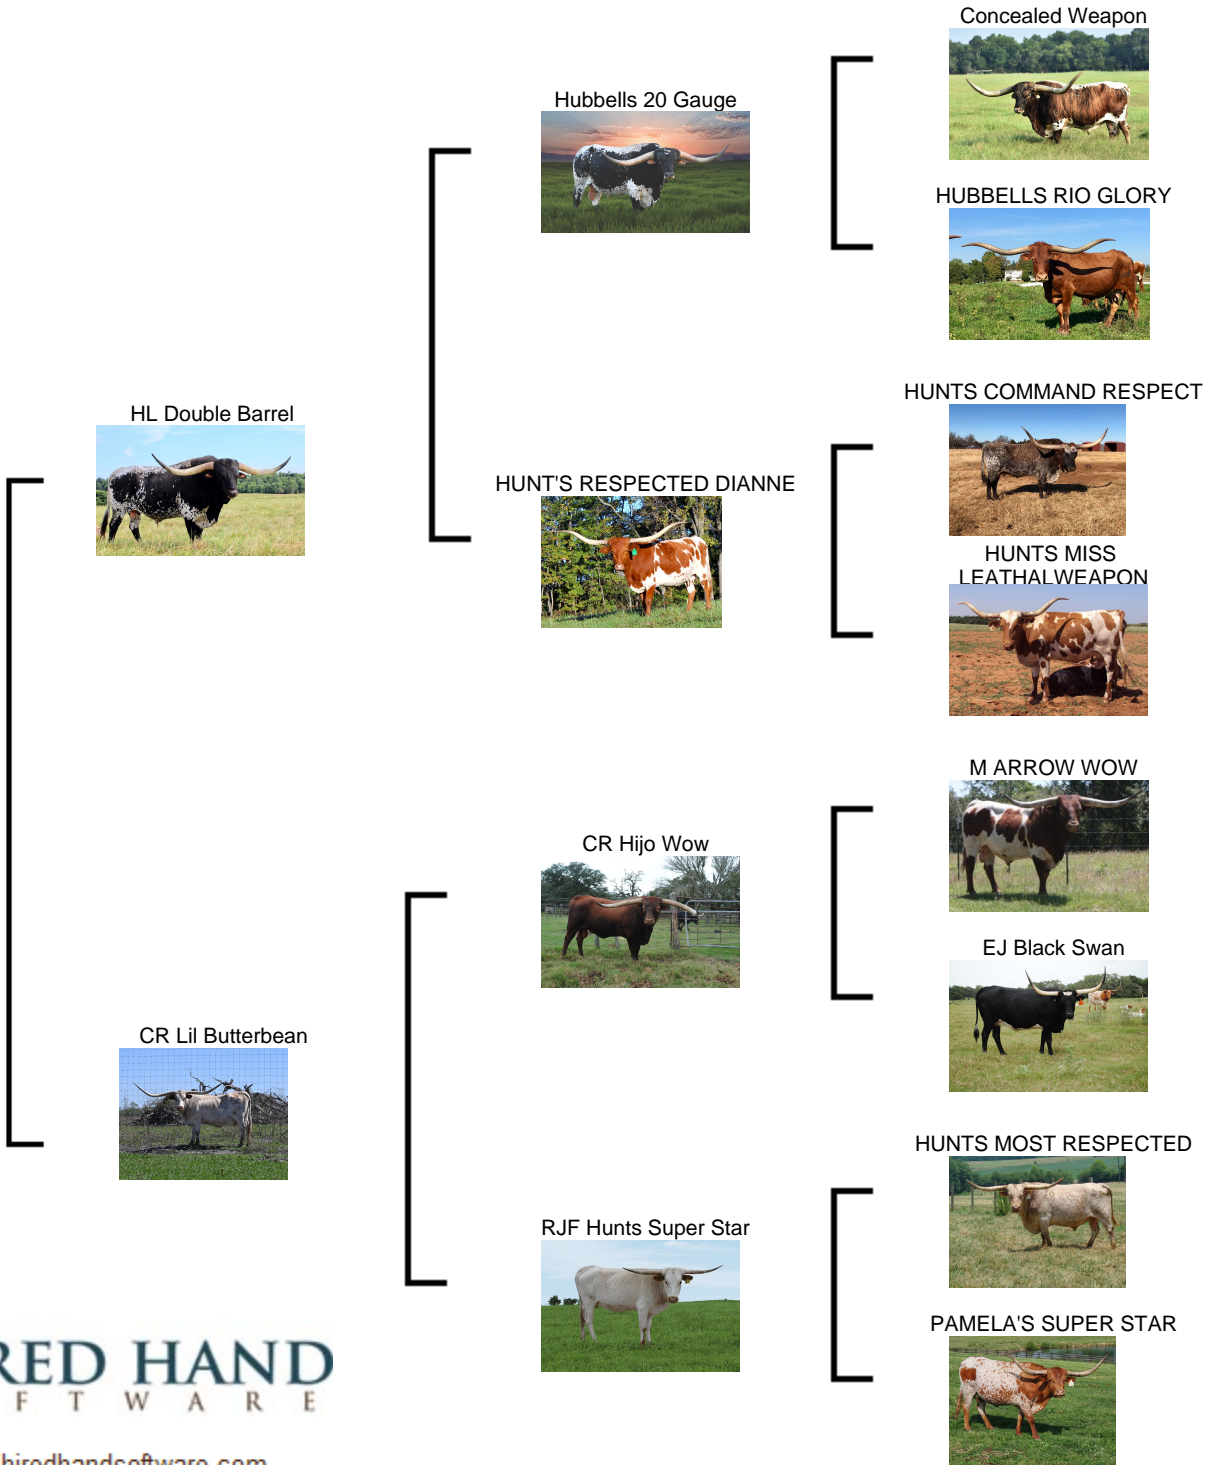 Concealed Weapon
Hubbells 20 Gauge
HUBBELLS RIO GLORY
HL Double Barrel
HUNTS COMMAND RESPECT
HUNT'S RESPECTED DIANNE
HUNTS MISS
LEATHALWEAPON
M ARROW WOW
CR Hijo Wow
EJ Black Swan
CR Lil Butterbean
HUNTS MOST RESPECTED
RJF Hunts Super Star
PAMELA'S SUPER STAR
RED HAND
F T W A R E
hiredhandsoftware.com